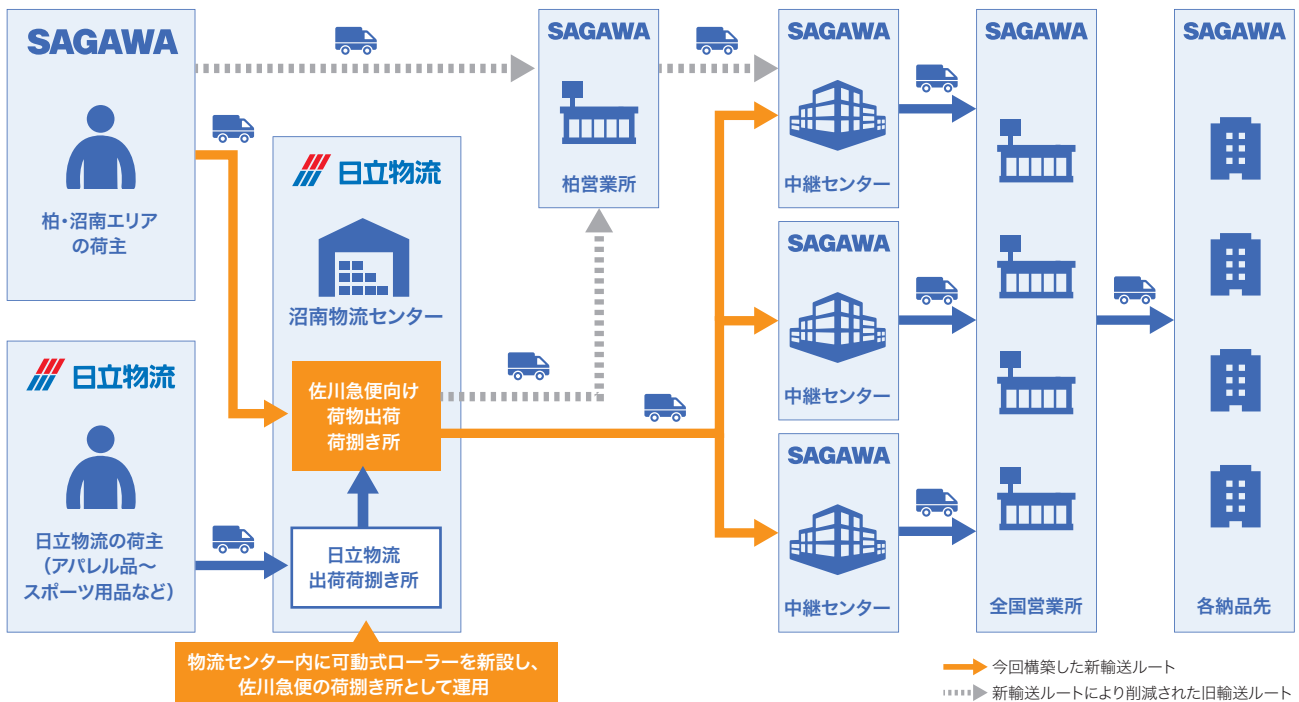 SAGAWA
柏・沼南エリア
の荷主
日立物流
日立物流の荷主
（アパレル品～
スポーツ用品など）
日立物流
沼南物流センター
佐川急便向け
荷物出荷
荷捌き所
日立物流
出荷荷捌き所
物流センター内に可動式ローラーを新設し、
佐川急便の荷捌き所として運用
SAGAWA
柏営業所
SAGAWA
中継センター
SAGAWA
中継センター
SAGAWA
中継センター
SAGAWA
全国営業所
SAGAWA
各納品先
今回構築した新輸送ルート
新輸送ルートにより削減された旧輸送ルート